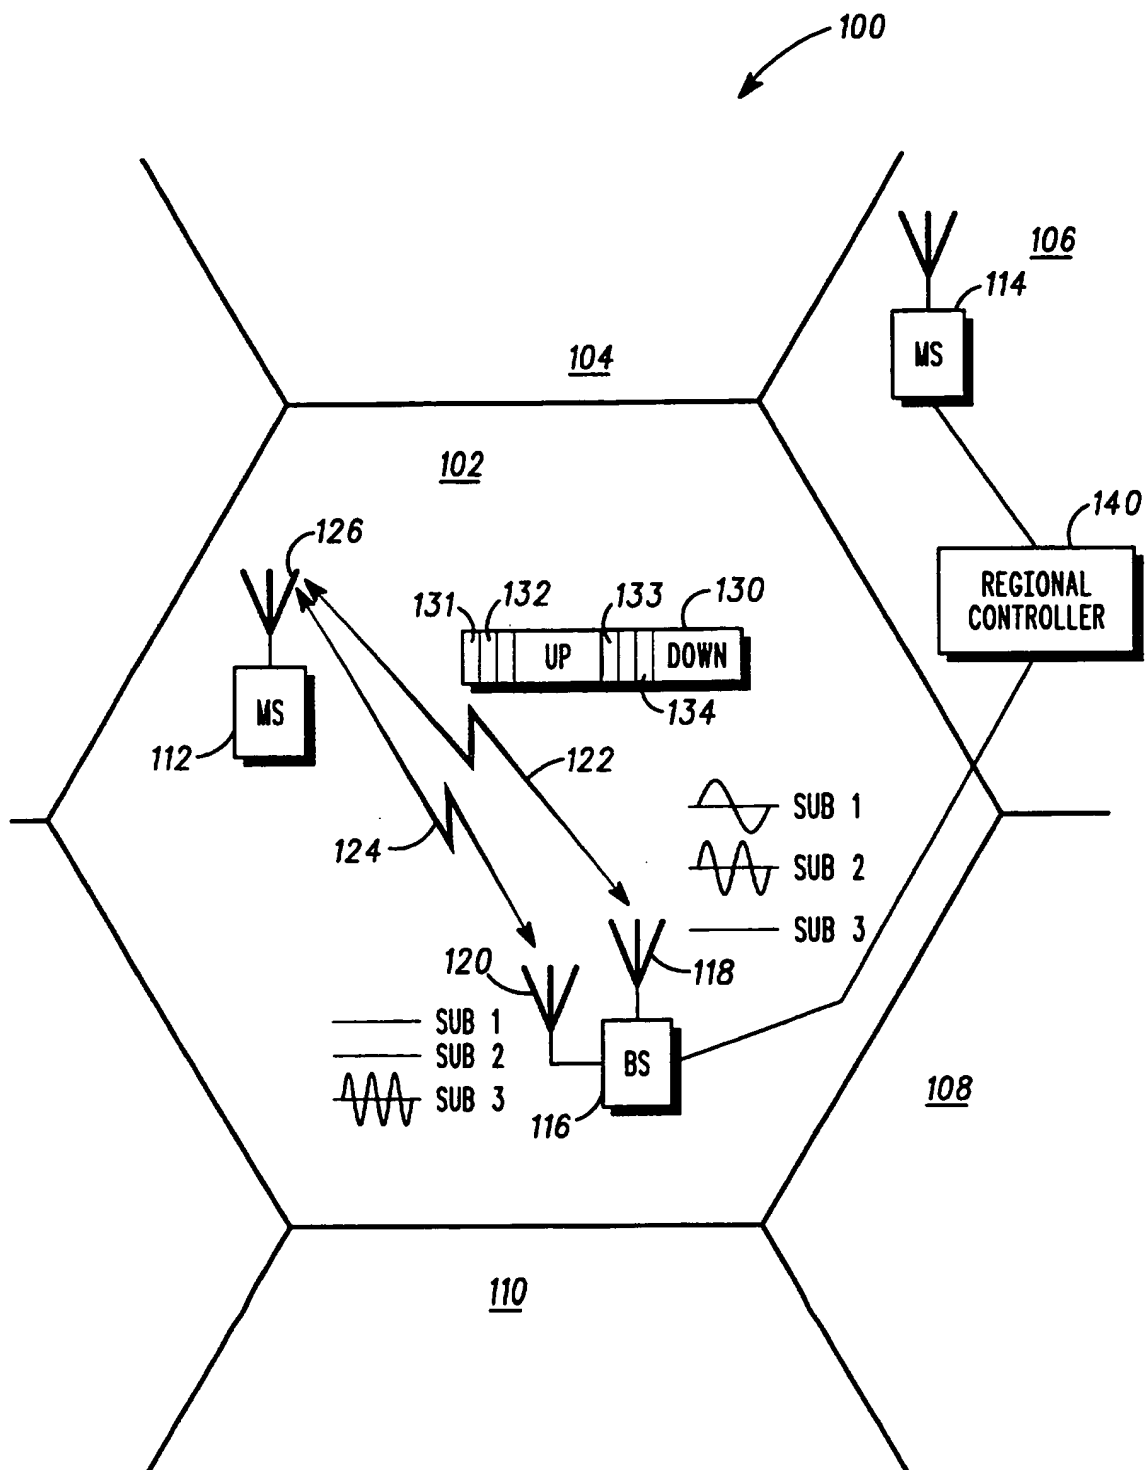 100
106
114
MS
104
102
140
REGIONAL
CONTROLLER
126
131
132
133
130
UP
DOWN
134
MS
112
122
124
SUB 1
SUB 2
SUB 3
120
118
SUB 1
SUB 2
SUB 3
BS
116
108
110